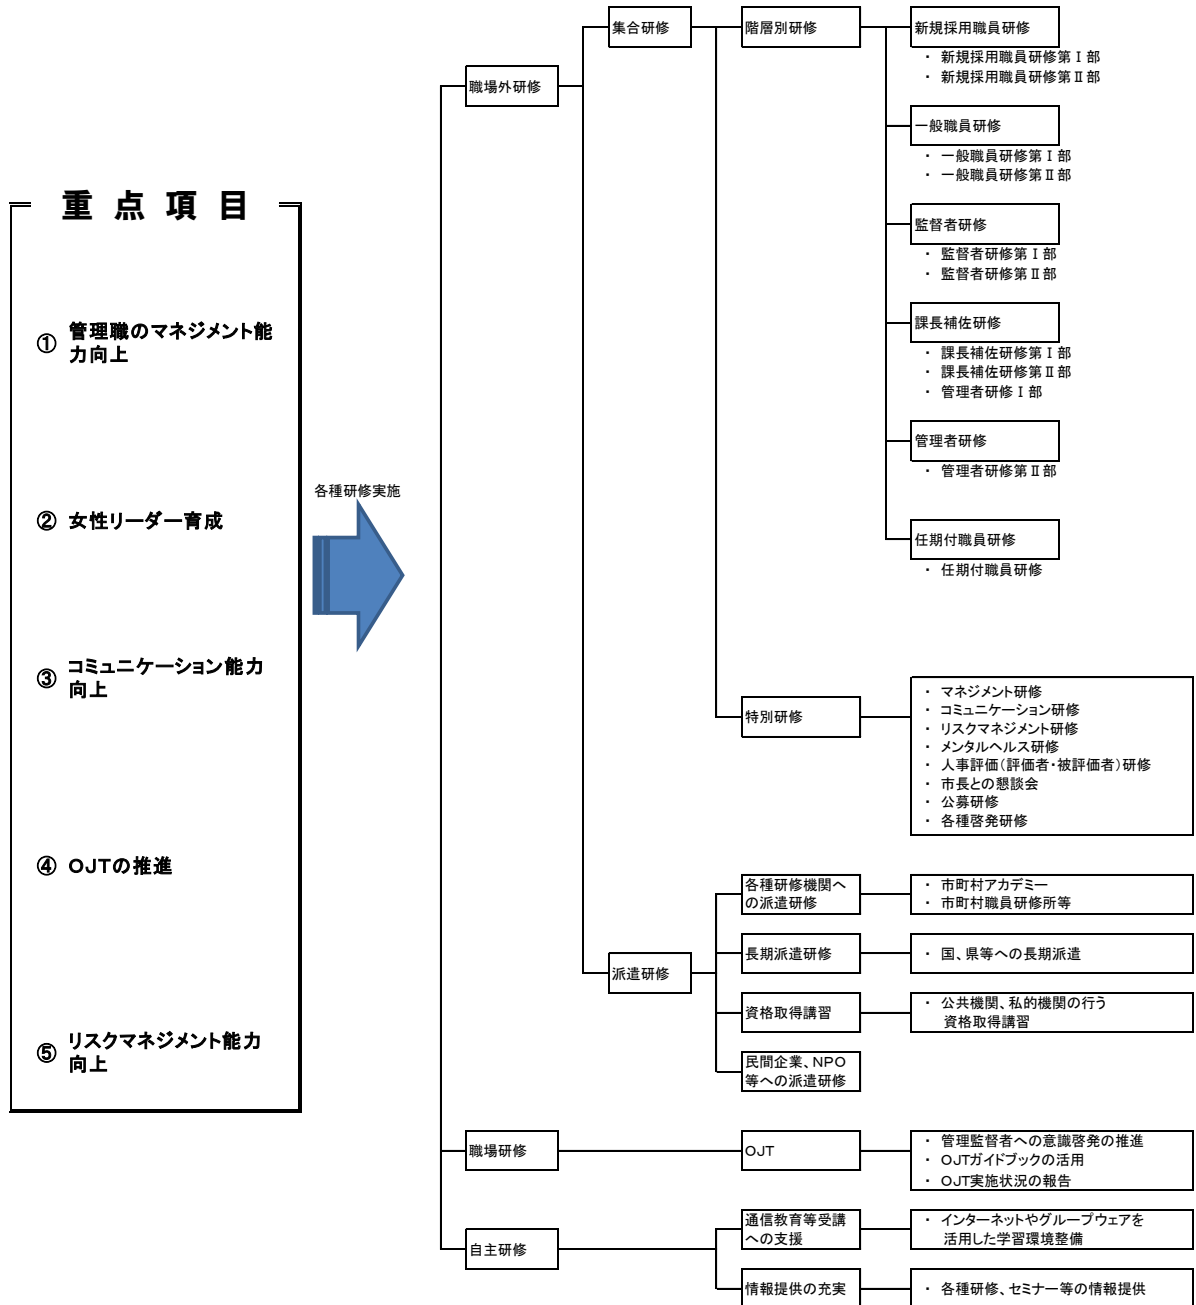 重点項目
① 管理職のマネジメント能
力向上
② 女性リーダー育成
③ コミュニケーション能力
向上
④ OJTの推進
⑤ リスクマネジメント能力
向上
各種研修実施
職場外研修
集合研修
階層別研修
新規採用職員研修
・ 新規採用職員研修第Ⅰ部
・ 新規採用職員研修第Ⅱ部
一般職員研修
・ 一般職員研修第Ⅰ部
・ 一般職員研修第Ⅱ部
監督者研修
・ 監督者研修第Ⅰ部
・ 監督者研修第Ⅱ部
課長補佐研修
・ 課長補佐研修第Ⅰ部
・ 課長補佐研修第Ⅱ部
・ 管理者研修Ⅰ部
管理者研修
・ 管理者研修第Ⅱ部
任期付職員研修
・ 任期付職員研修
特別研修
・ マネジメント研修
・ コミュニケーション研修
・ リスクマネジメント研修
・ メンタルヘルス研修
・ 人事評価(評価者・被評価者)研修
・ 市長との懇談会
・ 公募研修
・ 各種啓発研修
派遣研修
各種研修機関へ
の派遣研修
・ 市町村アカデミー
・ 市町村職員研修所等
長期派遣研修
・ 国、県等への長期派遣
資格取得講習
・ 公共機関、私的機関の行う
資格取得講習
民間企業、NPO
等への派遣研修
職場研修
OJT
・ 管理監督者への意識啓発の推進
・ OJTガイドブックの活用
・ OJT実施状況の報告
自主研修
通信教育等受講
への支援
・ インターネットやグループウェアを
活用した学習環境整備
情報提供の充実
・ 各種研修、セミナー等の情報提供